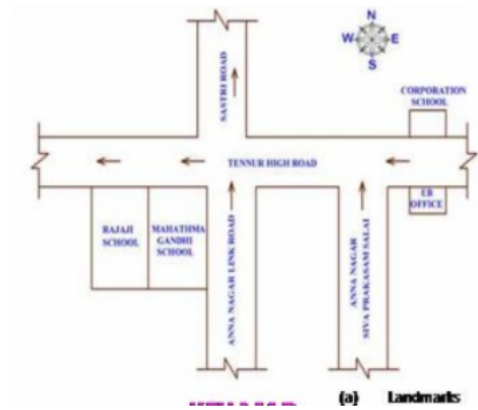 N
W E
S
SASTRI ROAD
CORPORATION
SCHOOL
TENNUR HIGH ROAD
EB
OFFICE
RAJAJI
SCHOOL
MAHATHMA
GANDHI
SCHOOL
ANNA NAGAR LINK ROAD
ANNA NAGAR
SIVA PRAKASAM SALAI
(a) Landmarks